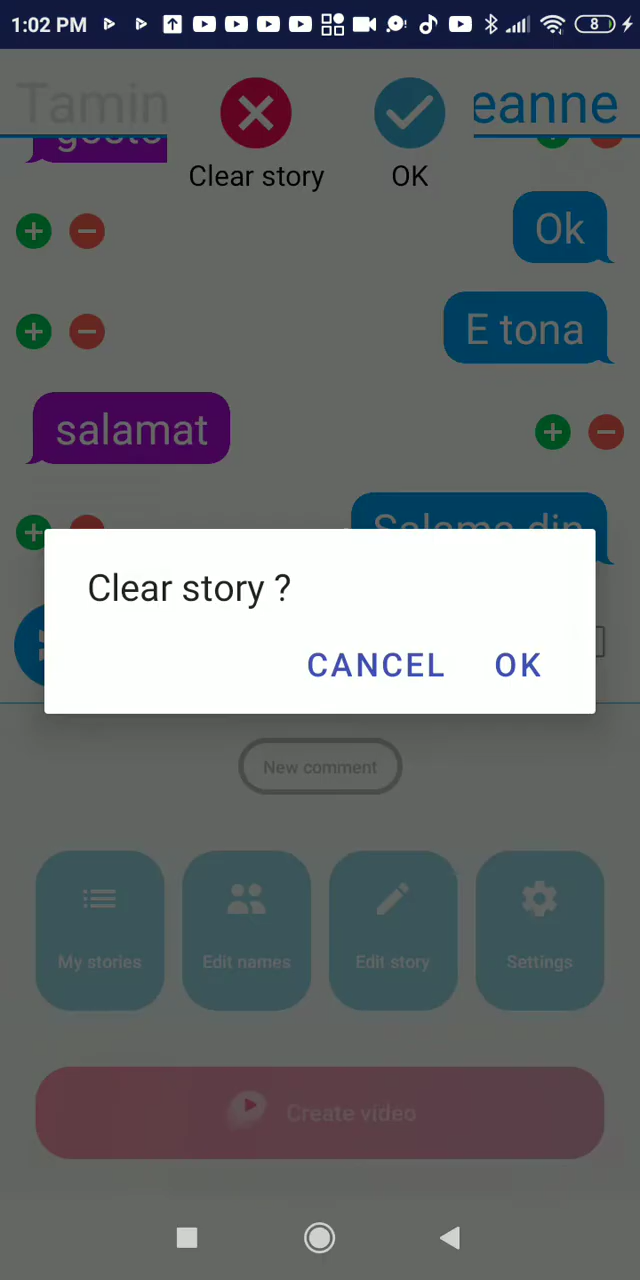 1:02 PM
8
Tamin
eanne
Clear story
OK
Ok
E tona
salamat
Clear story ?
CANCEL
OK
New comment
My stories
Edit names
Edit story
Settings
Create video